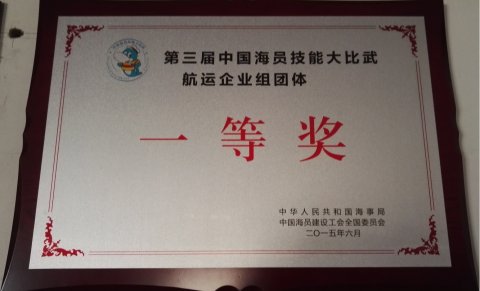 第三届中国海员技能大比武
航运企业组团体
一等奖
中华人民共和国海事局
中国海员建设工会全国委员会
二〇一五年六月